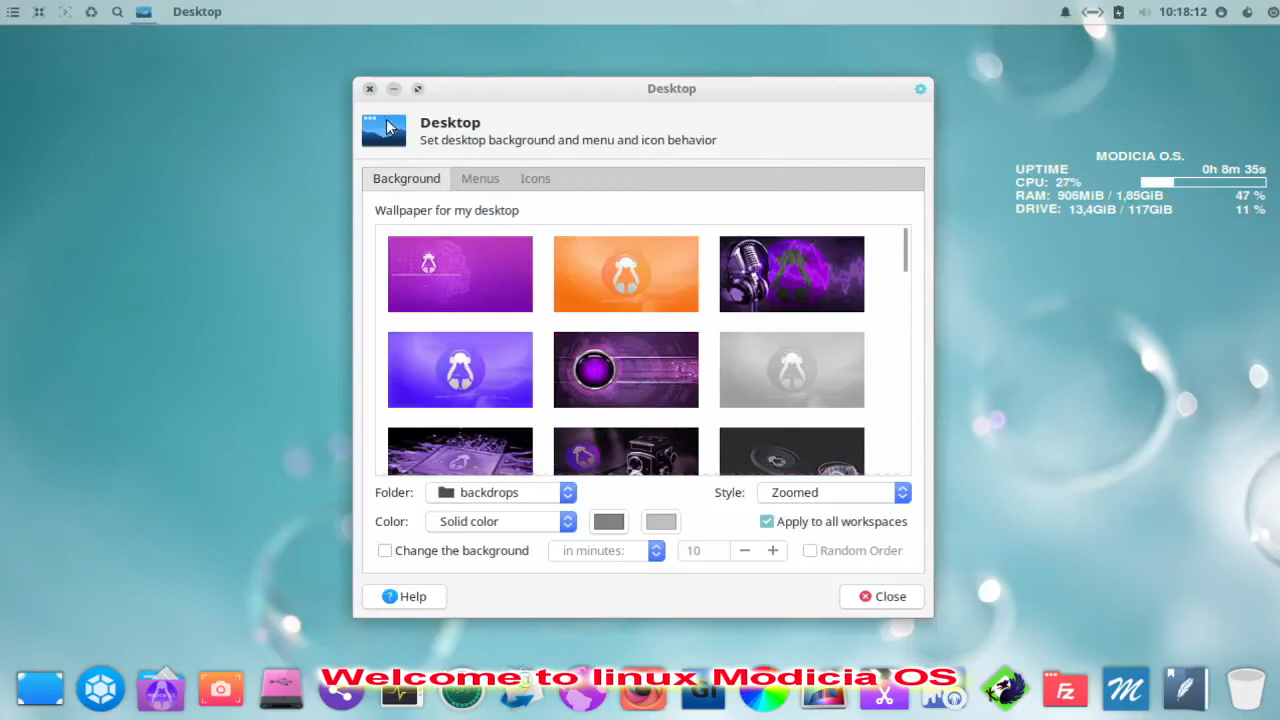 Desktop
10:18:12
Desktop
Desktop
Set desktop background and menu and icon behavior
MODICIA O.S.
UPTIME 0h 8m 35s
CPU: 27%
RAM: 906MiB / 1,85GiB 47 %
DRIVE: 13,4GiB / 117GiB 11 %
Background Menus Icons
Wallpaper for my desktop
Folder: backdrops Style: Zoomed
Color: Solid color Apply to all workspaces
Change the background in minutes: 10 Random Order
? Help Close
Welcome to linux Modicia OS
GI
Fz
M